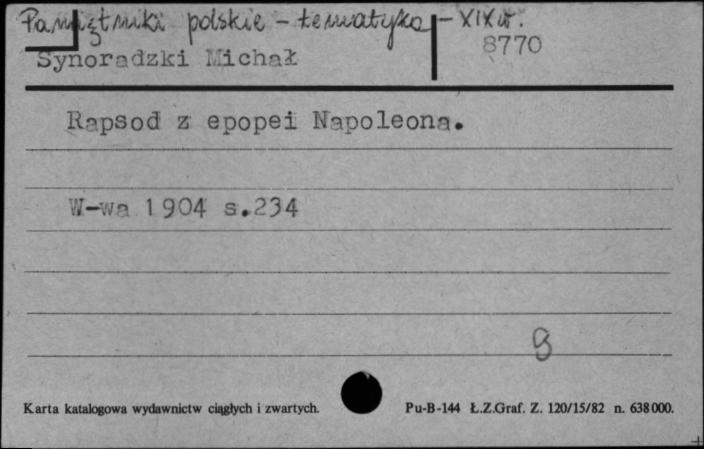 Pamiętniki polskie - tematyka - XIX w.
8770
Synoradzki Michał
Rapsod z epopei Napoleona.
W-wa 1904 s.234
Karta katalogowa wydawnictw ciągłych i zwartych. Pu-B-144 Ł.Z.Graf. Z. 120/15/82 n. 638000.